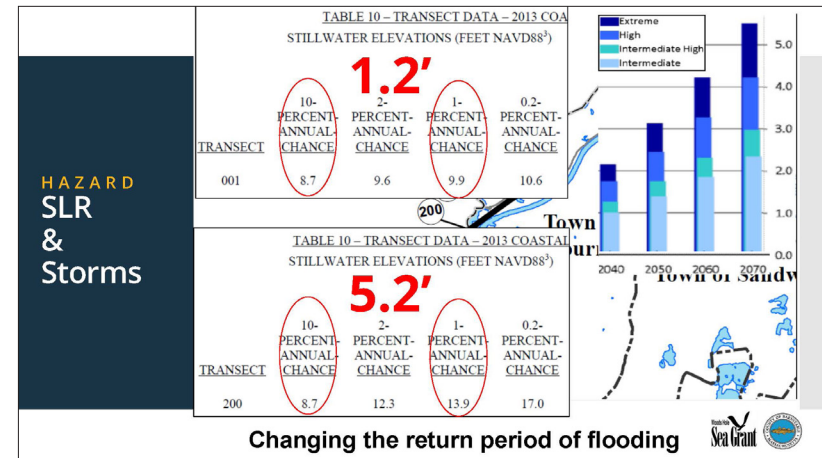 HAZARD
SLR
&
Storms
TABLE 10 – TRANSECT DATA – 2013 COA
STILLWATER ELEVATIONS (FEET NAVD88³)
1.2’
10- 2- 1- 0.2-
PERCENT- PERCENT- PERCENT- PERCENT-
ANNUAL- ANNUAL- ANNUAL- ANNUAL-
TRANSECT CHANCE CHANCE CHANCE CHANCE
001 8.7 9.6 9.9 10.6
200
Town
TABLE 10 – TRANSECT DATA – 2013 COASTAL
STILLWATER ELEVATIONS (FEET NAVD88³)
5.2’
10- 2- 1- 0.2-
PERCENT- PERCENT- PERCENT- PERCENT-
ANNUAL- ANNUAL- ANNUAL- ANNUAL-
TRANSECT CHANCE CHANCE CHANCE CHANCE
200 8.7 12.3 13.9 17.0
Extreme
High
Intermediate High
Intermediate
5.0
4.0
3.0
2.0
1.0
0.0
2040 2050 2060 2070
Town of Sandw
Changing the return period of flooding
Woods Hole
Sea Grant